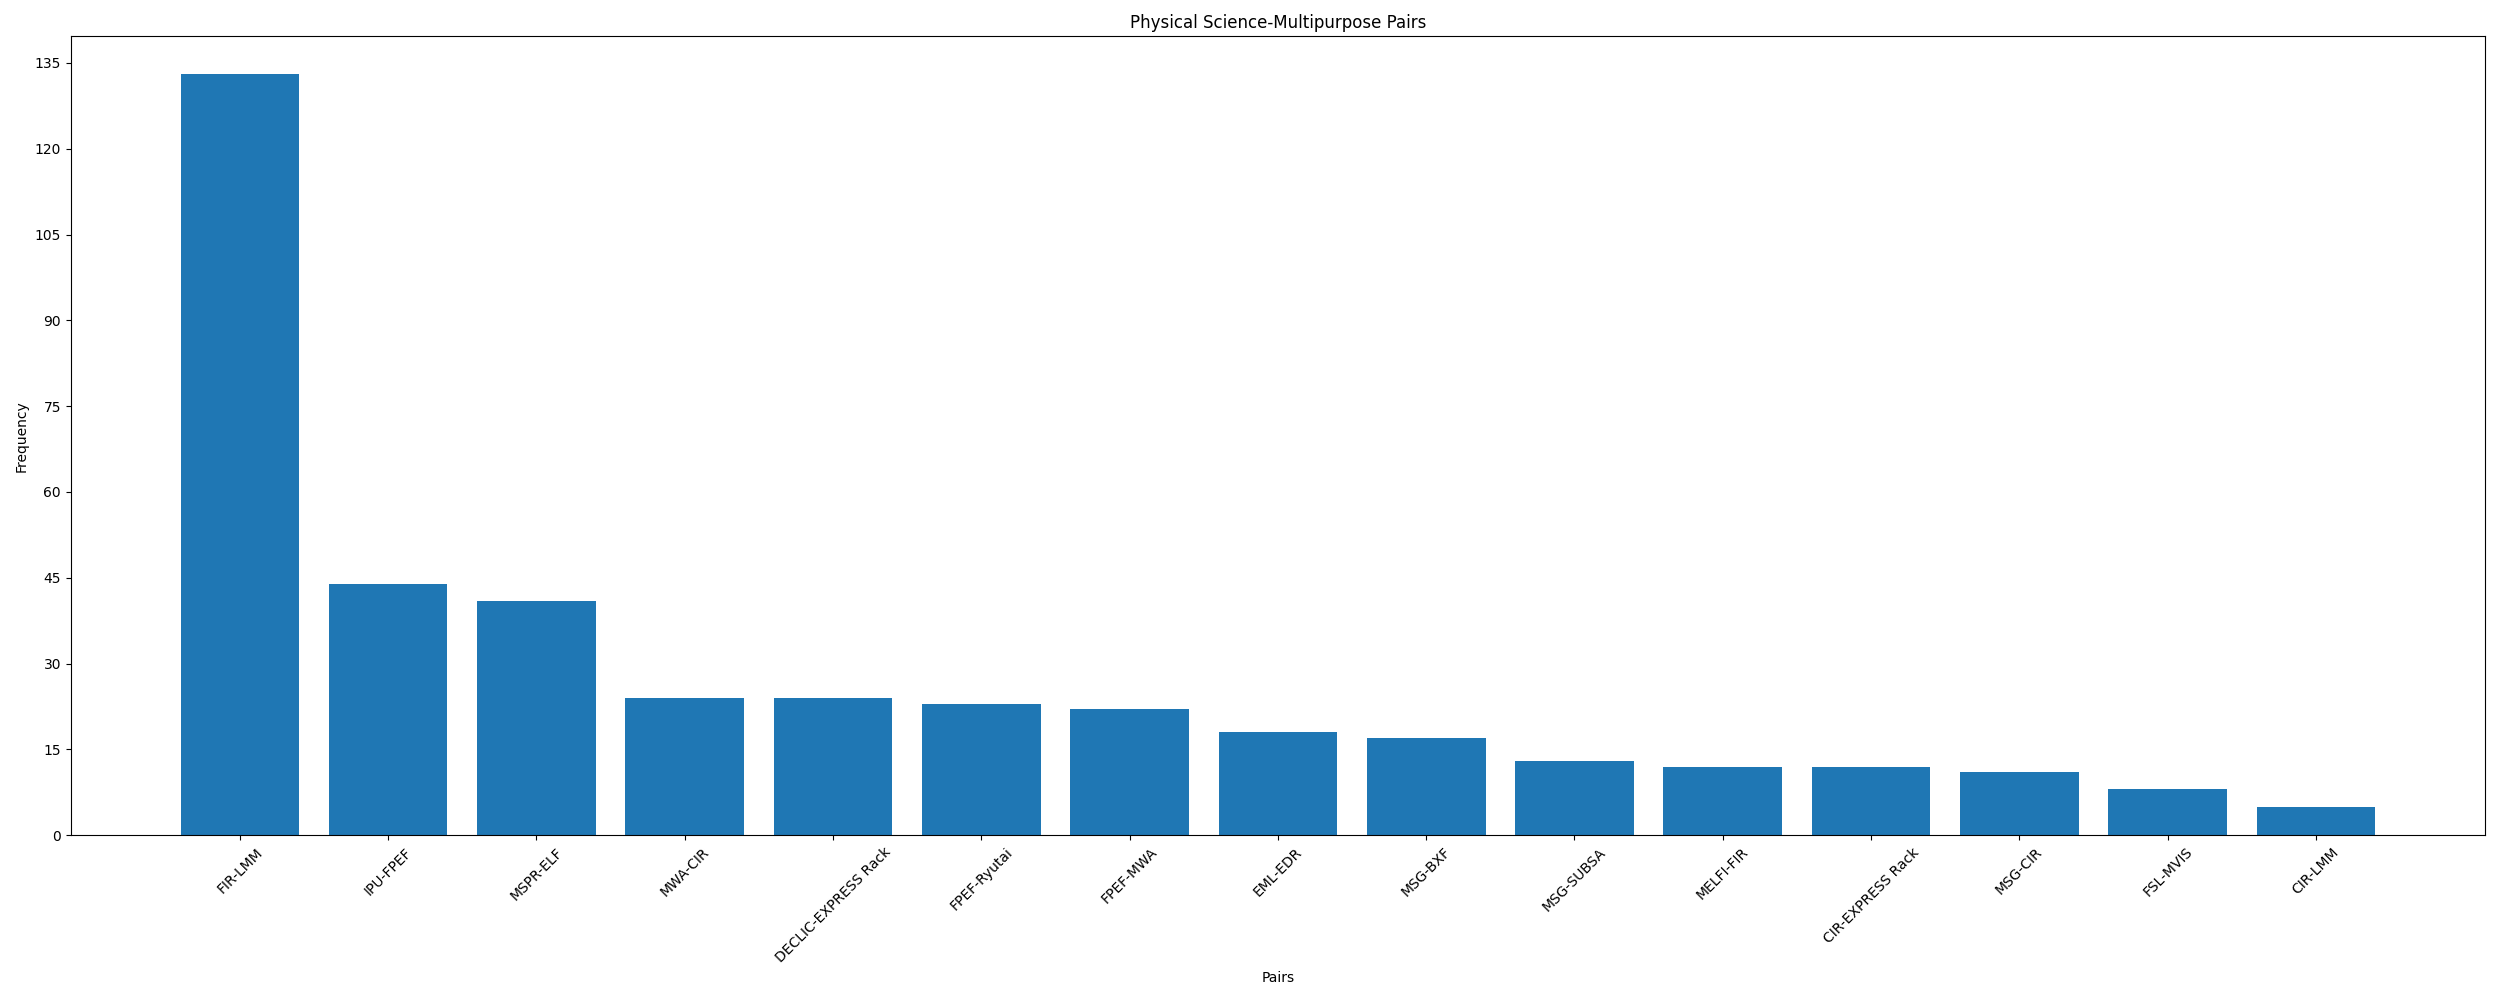 Physical Science-Multipurpose Pairs
135
120
105
90
75
60
45
30
15
0
Frequency
FIR-LMM
IPU-FPEF
MSPR-ELF
MWA-CIR
DECLIC-EXPRESS Rack
FPEF-Ryutai
FPEF-MWA
EML-EDR
MSG-BXF
MSG-SUBSA
MELFI-FIR
CIR-EXPRESS Rack
MSG-CIR
FSL-MVIS
CIR-LMM
Pairs